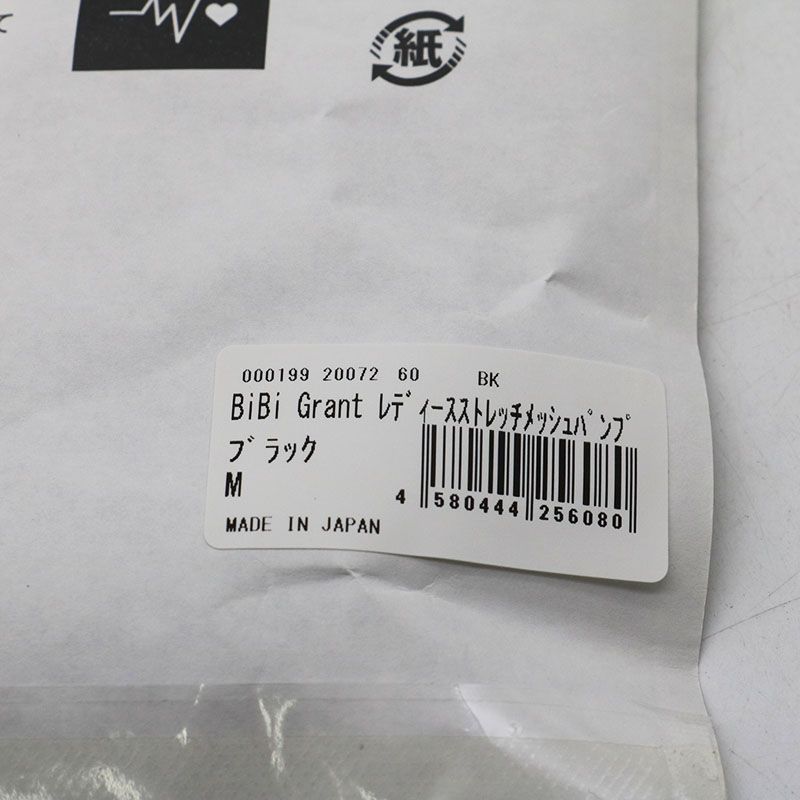 て
紙
000199 20072 60 BK
BiBi Grant ﾚﾃﾞｨｰｽｽﾄﾚｯﾁﾒｯｼｭﾊﾟﾝﾌﾟ
ﾌﾞﾗｯｸ
M
4 580444 256080
MADE IN JAPAN